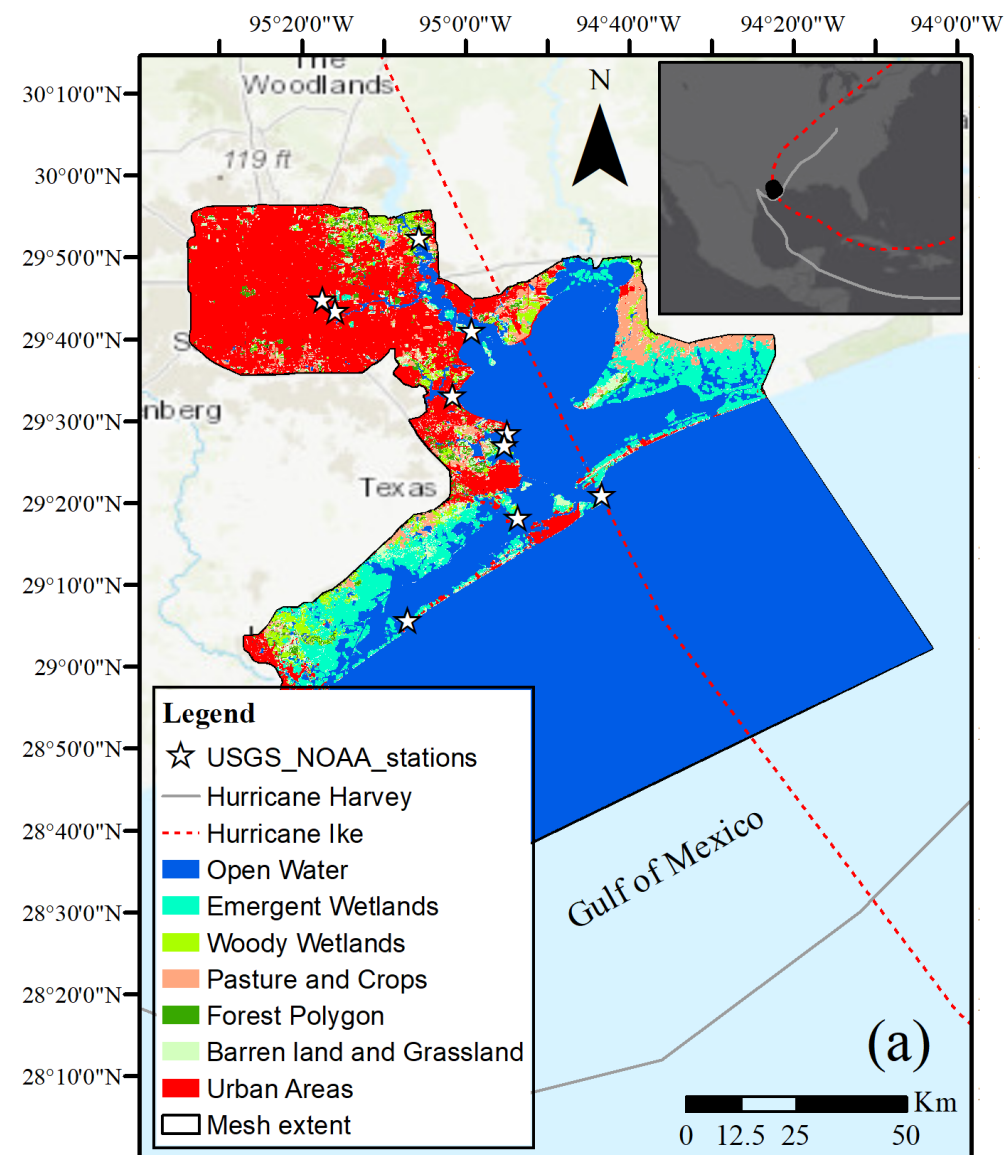 95°20'0"W 95°0'0"W 94°40'0"W 94°20'0"W 94°0'0"W
The
Woodlands
N
30°10'0"N
119 ft
30°0'0"N
29°50'0"N
29°40'0"N
S
29°30'0"N
nberg
29°20'0"N
Texas
29°10'0"N
29°0'0"N
28°50'0"N
28°40'0"N
28°30'0"N
28°20'0"N
28°10'0"N
Legend
USGS_NOAA_stations
Hurricane Harvey
Hurricane Ike
Open Water
Emergent Wetlands
Woody Wetlands
Pasture and Crops
Forest Polygon
Barren land and Grassland
Urban Areas
Mesh extent
Gulf of Mexico
(a)
Km
0 12.5 25 50